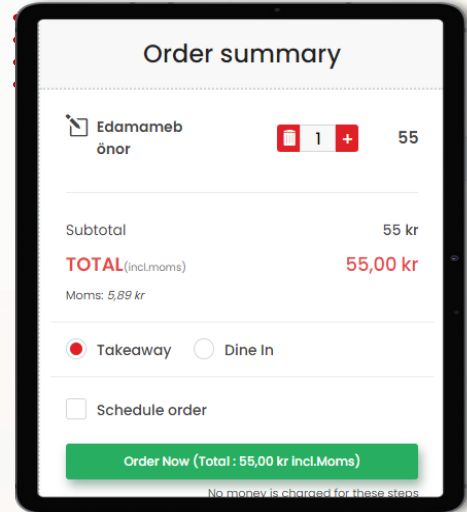 Order summary
Edamameb
önor
1 + 55
Subtotal 55 kr
TOTAL(incl.moms) 55,00 kr
Moms: 5,89 kr
Takeaway Dine In
Schedule order
Order Now (Total : 55,00 kr incl.Moms)
No money is charged for these steps